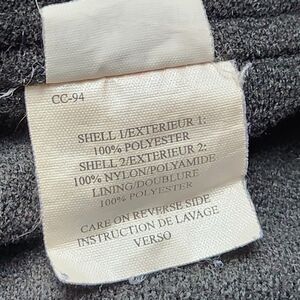 CC-94
SHELL 1/EXTERIEUR 1:
100% POLYESTER
SHELL 2/EXTERIEUR 2:
100% NYLON/POLYAMIDE
LINING/DOUBLURE
100% POLYESTER
CARE ON REVERSE SIDE
INSTRUCTION DE LAVAGE
VERSO